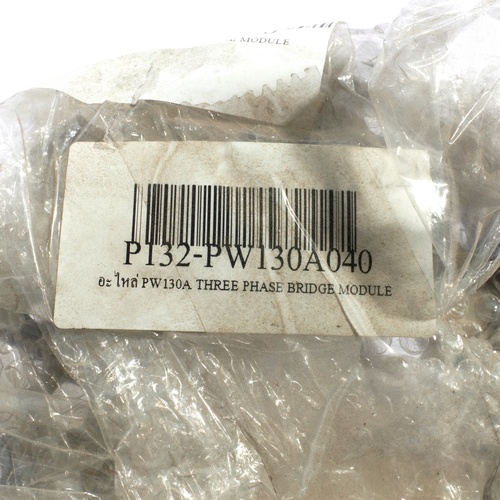 MODULE
P132-PW130A040
อะไหล่ PW130A THREE PHASE BRIDGE MODULE